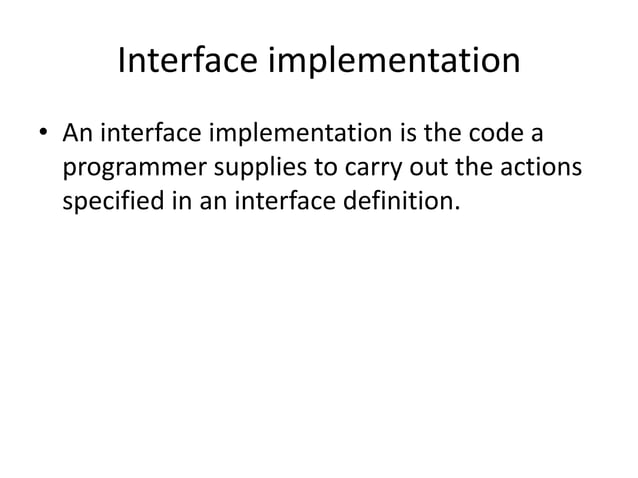 Interface implementation
• An interface implementation is the code a
programmer supplies to carry out the actions
specified in an interface definition.